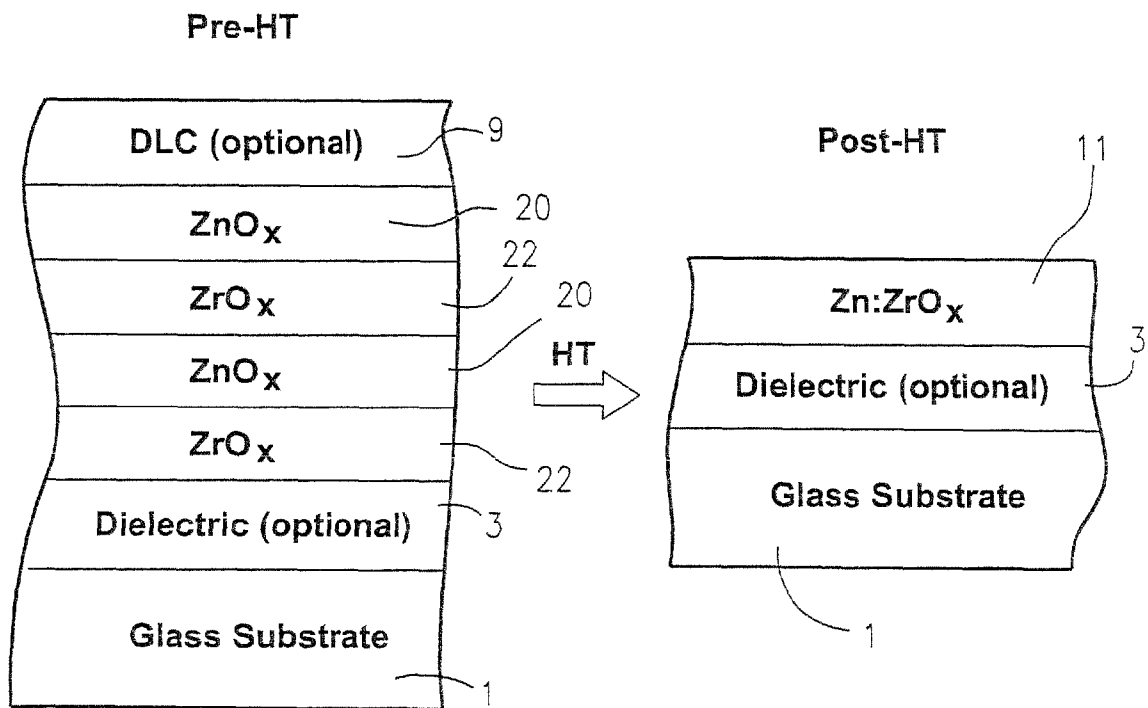 Pre-HT
DLC (optional)
9
ZnOx
20
ZrOx
22
ZnOx
20
ZrOx
22
Dielectric (optional)
3
Glass Substrate
1
HT
Post-HT
11
Zn:ZrOx
Dielectric (optional)
3
Glass Substrate
1